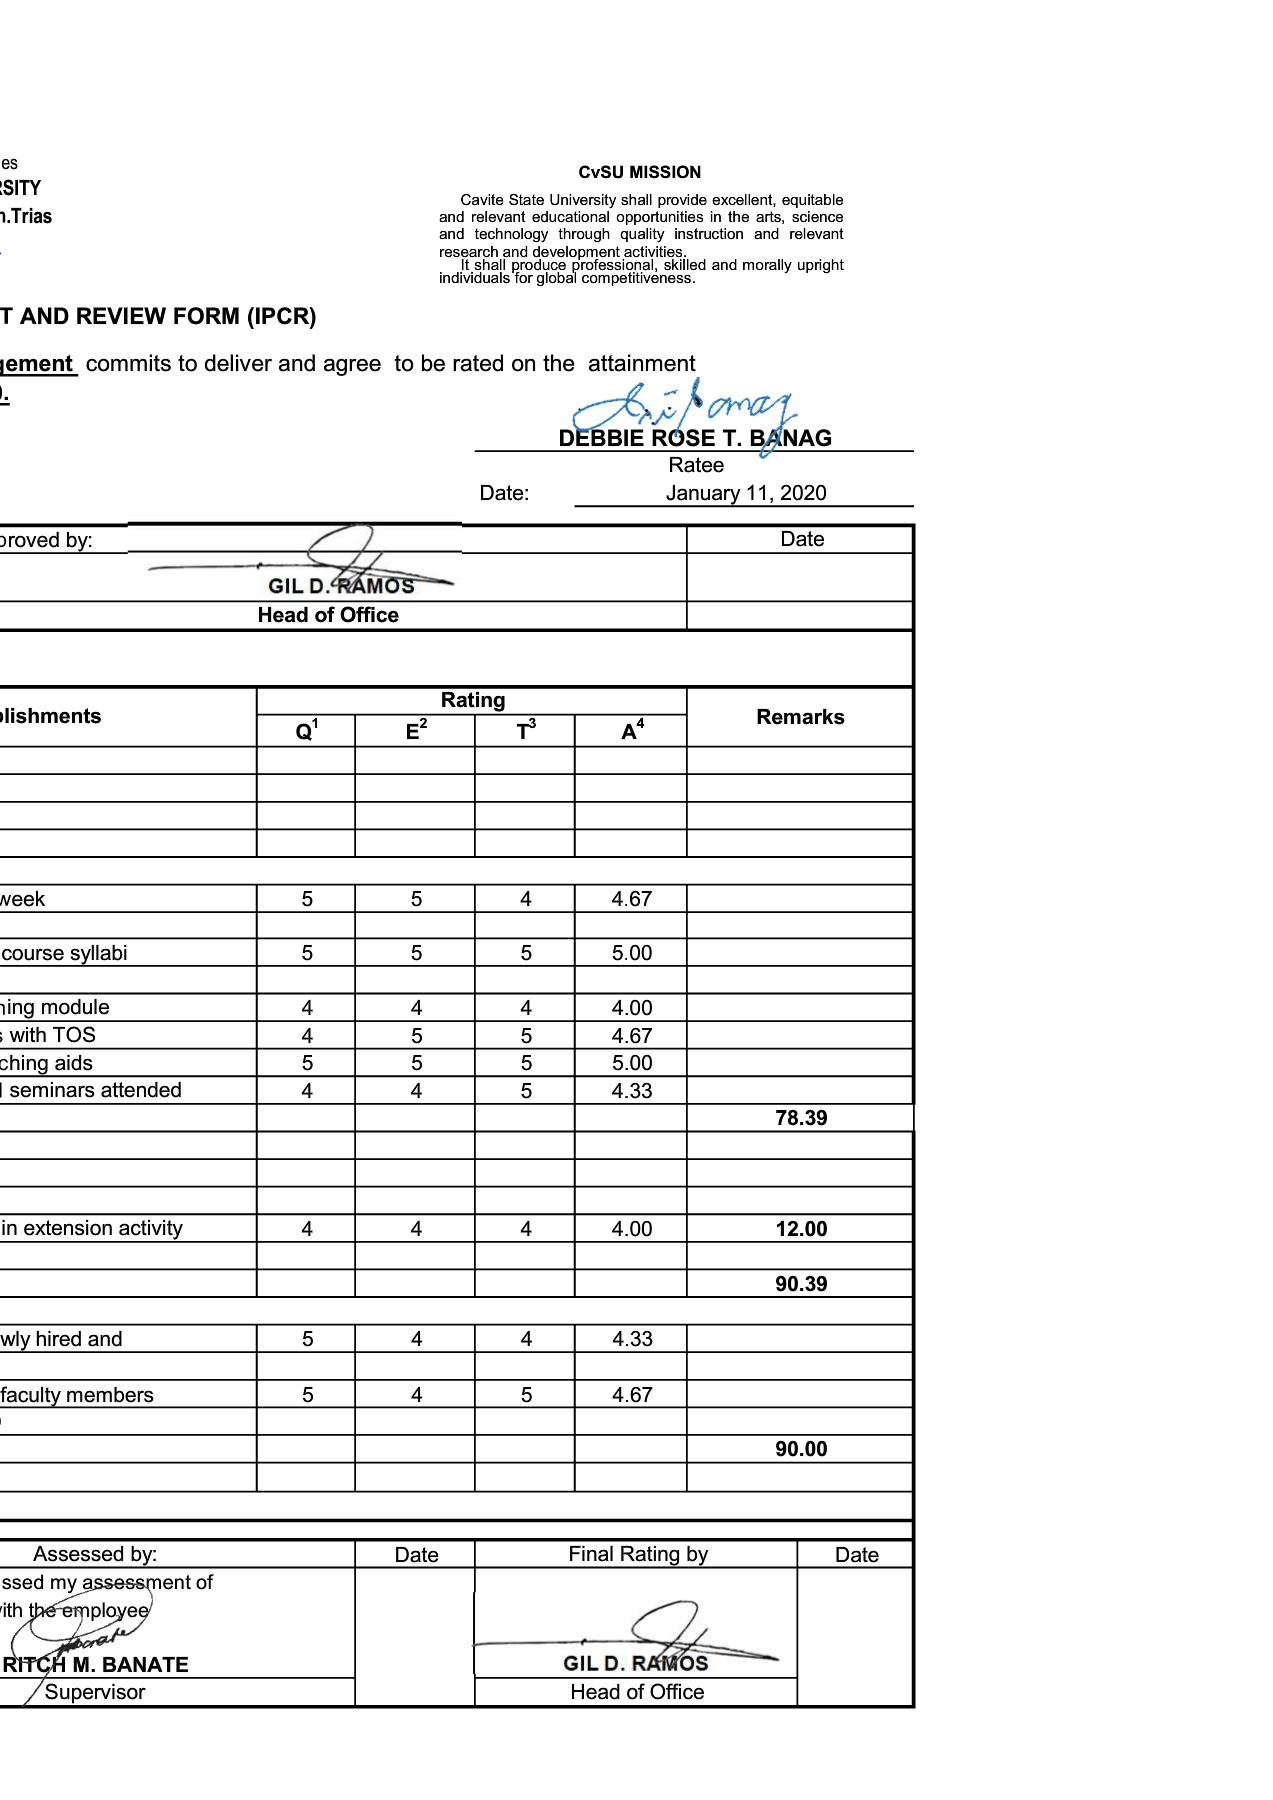 es
RSITY
n.Trias
CvSU MISSION
Cavite State University shall provide excellent, equitable
and relevant educational opportunities in the arts, science
and technology through quality instruction and relevant
research and development activities.
It shall produce professional, skilled and morally upright
individuals for global competitiveness.
T AND REVIEW FORM (IPCR)
gement commits to deliver and agree to be rated on the attainment
).
DEBBIE ROSE T. BANAG
Ratee
Date: January 11, 2020
proved by: Date
GIL D. RAMOS
Head of Office
Rating
plishments Remarks
Q1 E2 T3 A4
week 5 5 4 4.67
course syllabi 5 5 5 5.00
ning module 4 4 4 4.00
s with TOS 4 5 5 4.67
ching aids 5 5 5 5.00
d seminars attended 4 4 5 4.33
78.39
in extension activity 4 4 4 4.00 12.00
90.39
wly hired and 5 4 4 4.33
faculty members 5 4 5 4.67
90.00
Assessed by: Date Final Rating by Date
ssed my assessment of
ith the employee
RITCH M. BANATE GIL D. RAMOS
Supervisor Head of Office